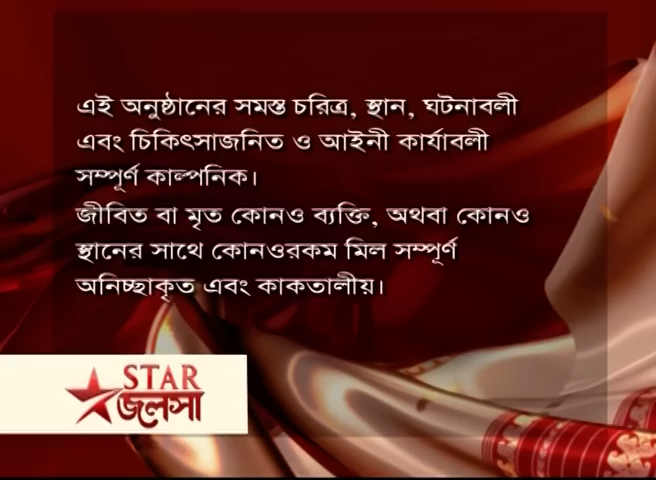 এই অনুষ্ঠানের সমস্ত চরিত্র, স্থান, ঘটনাবলী
এবং চিকিৎসাজনিত ও আইনী কার্যাবলী
সম্পূর্ণ কাল্পনিক।
জীবিত বা মৃত কোনও ব্যক্তি, অথবা কোনও
স্থানের সাথে কোনওরকম মিল সম্পূর্ণ
অনিচ্ছাকৃত এবং কাকতালীয়।
STAR
জলসা